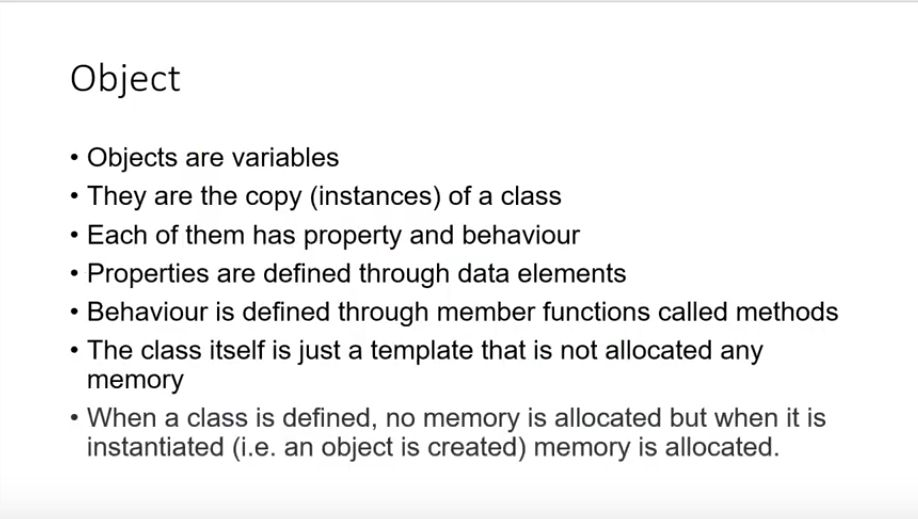 Object
• Objects are variables
• They are the copy (instances) of a class
• Each of them has property and behaviour
• Properties are defined through data elements
• Behaviour is defined through member functions called methods
• The class itself is just a template that is not allocated any
memory
• When a class is defined, no memory is allocated but when it is
instantiated (i.e. an object is created) memory is allocated.